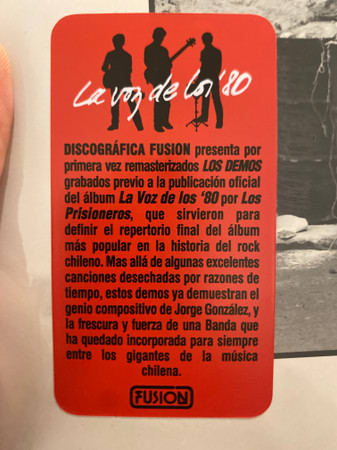 La voz de los '80
DISCOGRÁFICA FUSION presenta por
primera vez remasterizados LOS DEMOS
grabados previo a la publicación oficial
del álbum La Voz de los '80 por Los
Prisioneros, que sirvieron para
definir el repertorio final del álbum
más popular en la historia del rock
chileno. Mas allá de algunas excelentes
canciones desechadas por razones de
tiempo, estos demos ya demuestran el
genio compositivo de Jorge González, y
la frescura y fuerza de una Banda que
ha quedado incorporada para siempre
entre los gigantes de la música
chilena.
FUSION